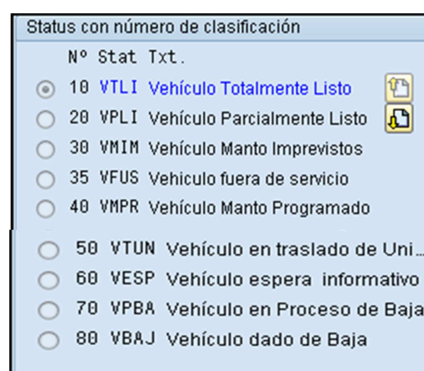 Status con número de clasificación
Nº Stat Txt.
10 VTLI Vehículo Totalmente Listo
20 VPLI Vehículo Parcialmente Listo
30 VMIM Vehículo Manto Imprevistos
35 VFUS Vehiculo fuera de servicio
40 VMPR Vehículo Manto Programado
50 VTUN Vehículo en traslado de Uni...
60 VESP Vehículo espera informativo
70 VPBA Vehículo en Proceso de Baja
80 VBAJ Vehículo dado de Baja